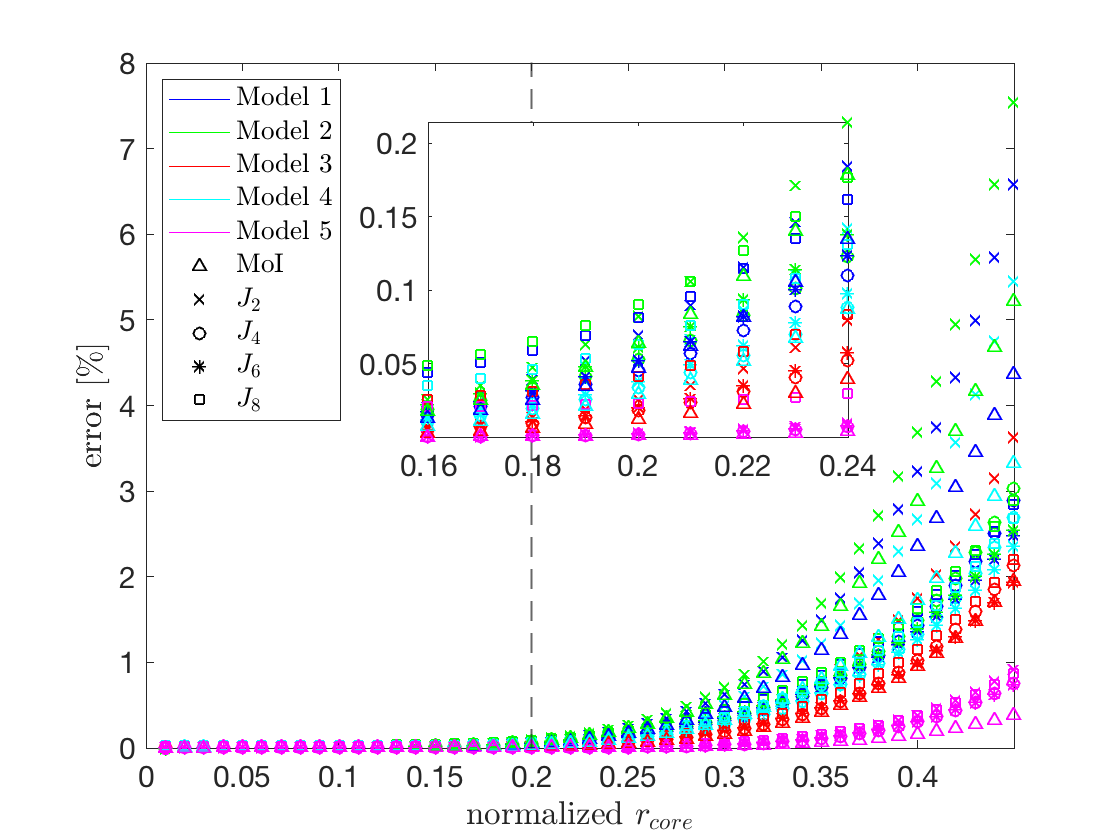 8
7
6
5
4
3
2
1
0
error [%]
Model 1
Model 2
Model 3
Model 4
Model 5
MoI
J₂
J₄
J₆
J₈
0.2
0.15
0.1
0.05
0.16 0.18 0.2 0.22 0.24
0 0.05 0.1 0.15 0.2 0.25 0.3 0.35 0.4
normalized r_core